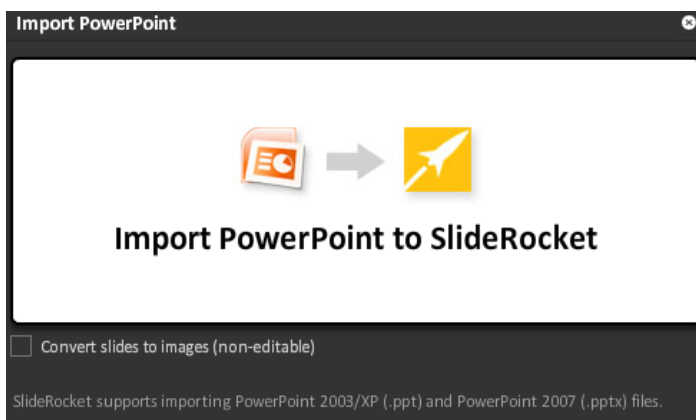 Import PowerPoint
Import PowerPoint to SlideRocket
Convert slides to images (non-editable)
SlideRocket supports importing PowerPoint 2003/XP (.ppt) and PowerPoint 2007 (.pptx) files.